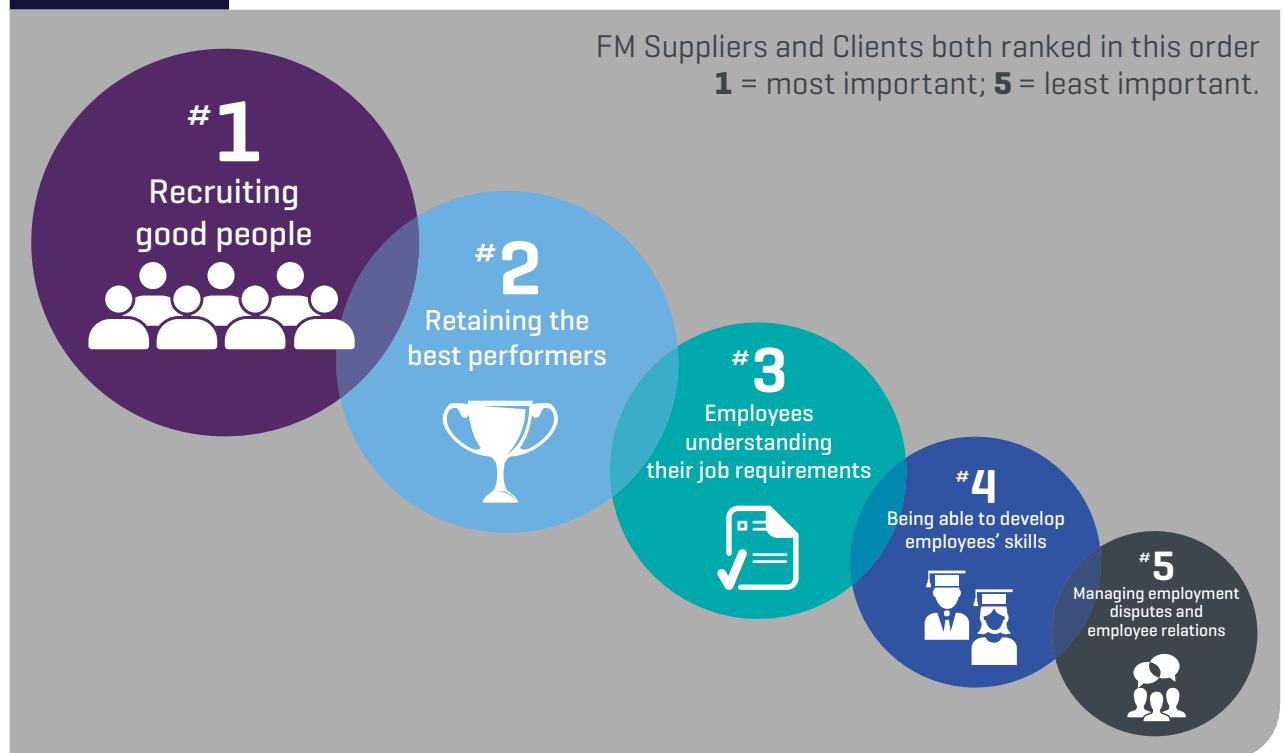 FM Suppliers and Clients both ranked in this order
1 = most important; 5 = least important.
#1
Recruiting
good people
#2
Retaining the
best performers
#3
Employees
understanding
their job requirements
#4
Being able to develop
employees' skills
#5
Managing employment
disputes and
employee relations